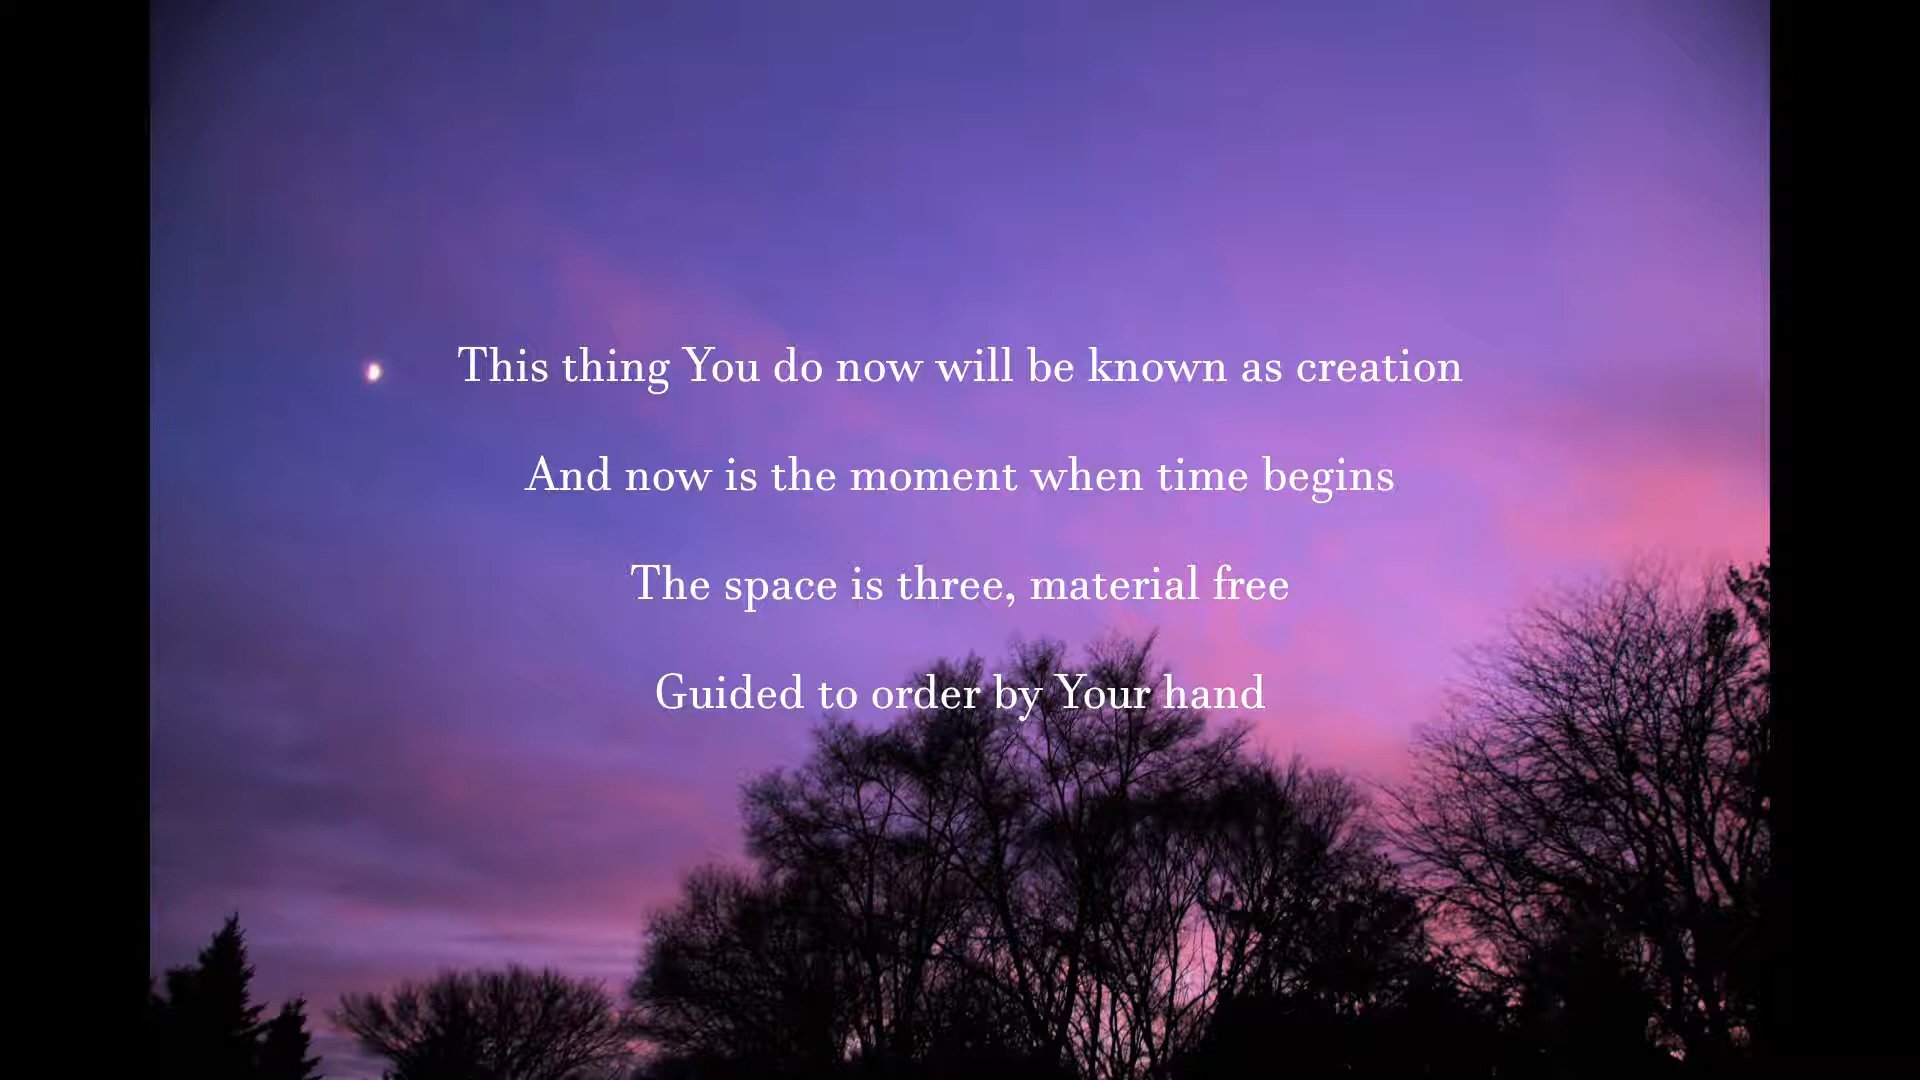 This thing You do now will be known as creation
And now is the moment when time begins
The space is three, material free
Guided to order by Your hand